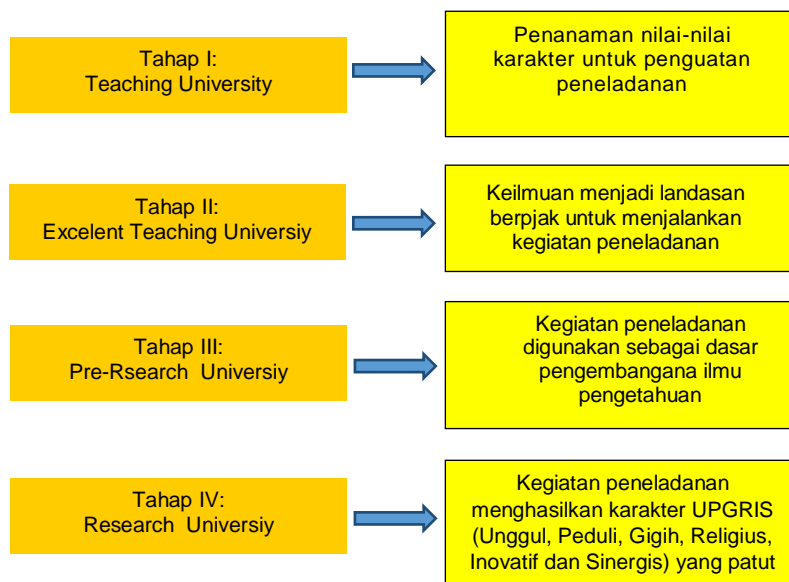 Tahap I:
Teaching University
Penanaman nilai-nilai
karakter untuk penguatan
peneladanan
Tahap II:
Excelent Teaching Universiy
Keilmuan menjadi landasan
berpjak untuk menjalankan
kegiatan peneladanan
Tahap III:
Pre-Rsearch Universiy
Kegiatan peneladanan
digunakan sebagai dasar
pengembangana ilmu
pengetahuan
Tahap IV:
Research Universiy
Kegiatan peneladanan
menghasilkan karakter UPGRIS
(Unggul, Peduli, Gigih, Religius,
Inovatif dan Sinergis) yang patut